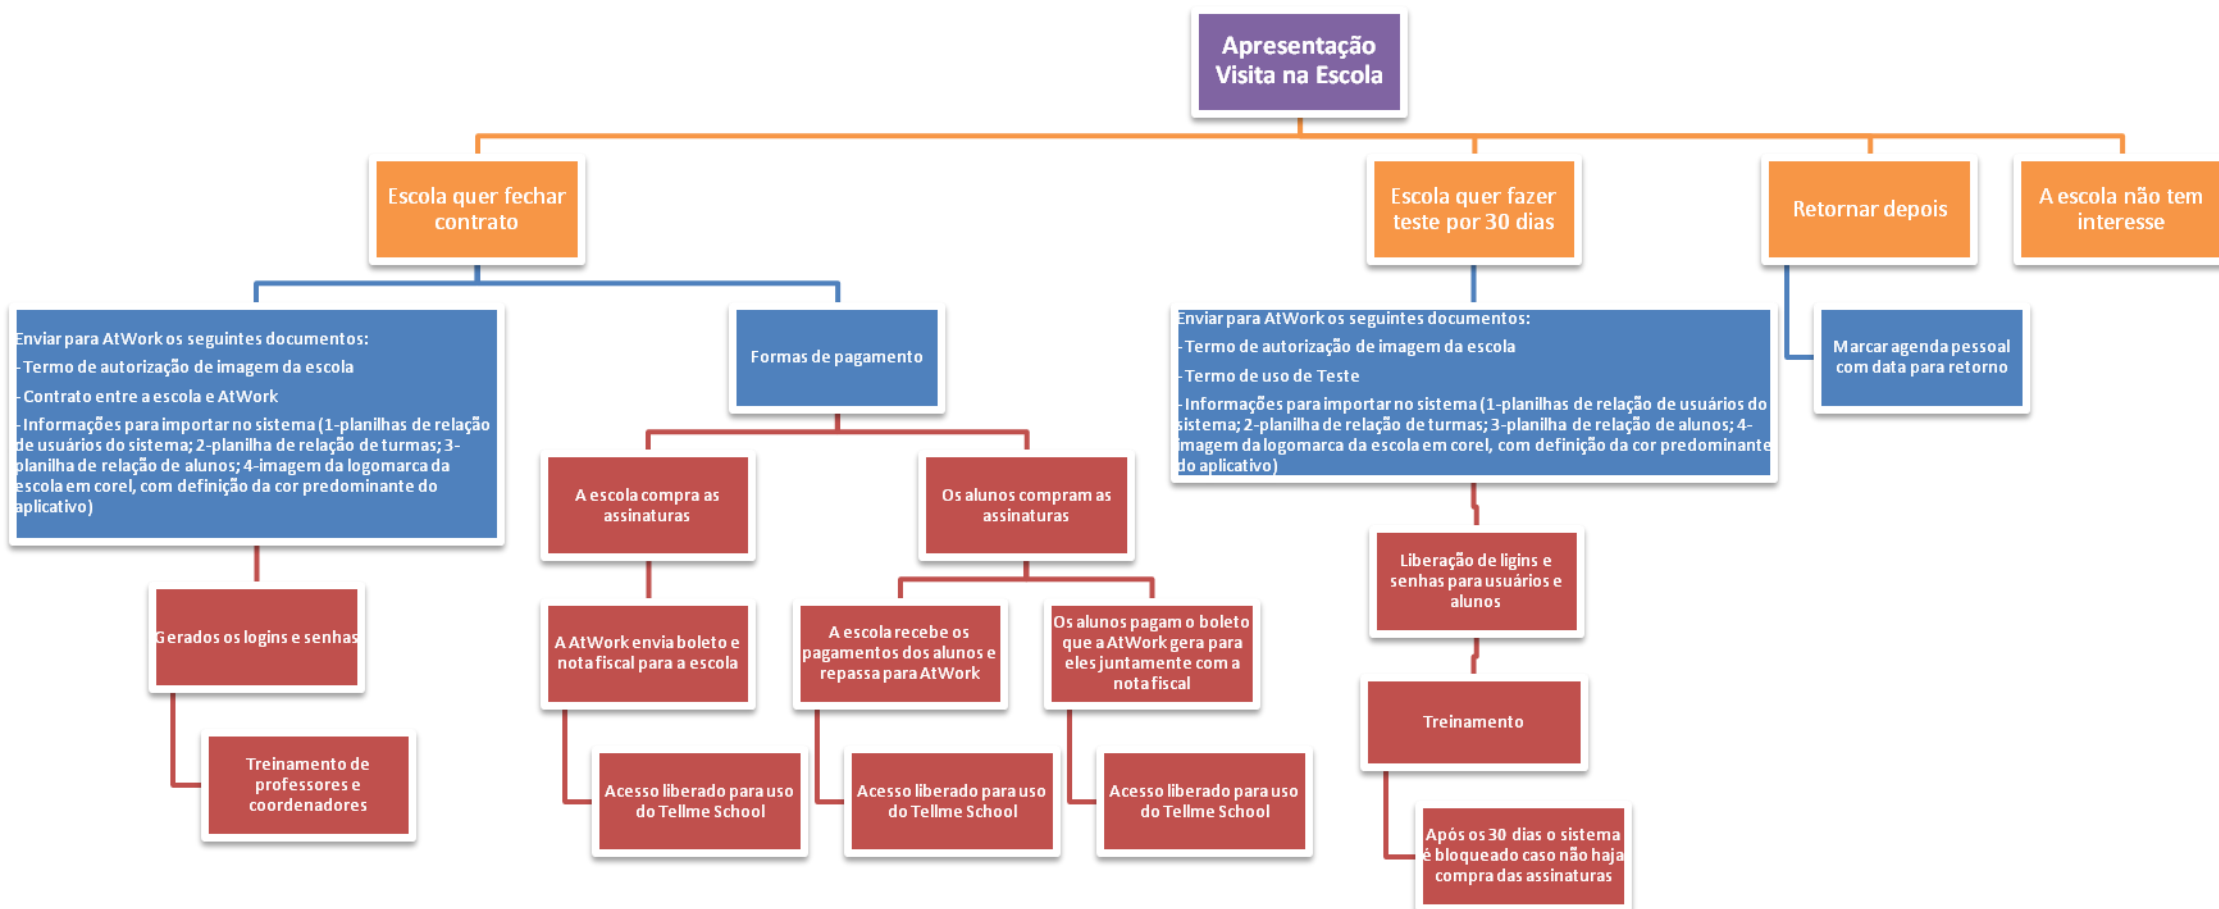 Apresentação
Visita na Escola
Escola quer fechar
contrato
Escola quer fazer
teste por 30 dias
Retornar depois
A escola não tem
interesse
Enviar para AtWork os seguintes documentos:
- Termo de autorização de imagem da escola
- Contrato entre a escola e AtWork
- Informações para importar no sistema (1-planilhas de relação
de usuários do sistema; 2-planilha de relação de turmas; 3-
planilha de relação de alunos; 4-imagem da logomarca da
escola em corel, com definição da cor predominante do
aplicativo)
Formas de pagamento
Enviar para AtWork os seguintes documentos:
- Termo de autorização de imagem da escola
- Termo de uso de Teste
- Informações para importar no sistema (1-planilhas de relação de usuários do
sistema; 2-planilha de relação de turmas; 3-planilha de relação de alunos; 4-
imagem da logomarca da escola em corel, com definição da cor predominante
do aplicativo)
Marcar agenda pessoal
com data para retorno
A escola compra as
assinaturas
Os alunos compram as
assinaturas
Liberação de ligins e
senhas para usuários e
alunos
Gerados os logins e senhas
A AtWork envia boleto e
nota fiscal para a escola
A escola recebe os
pagamentos dos alunos e
repassa para AtWork
Os alunos pagam o boleto
que a AtWork gera para
eles juntamente com a
nota fiscal
Treinamento
Treinamento de
professores e
coordenadores
Acesso liberado para uso
do Tellme School
Acesso liberado para uso
do Tellme School
Acesso liberado para uso
do Tellme School
Após os 30 dias o sistema
é bloqueado caso não haja
compra das assinaturas